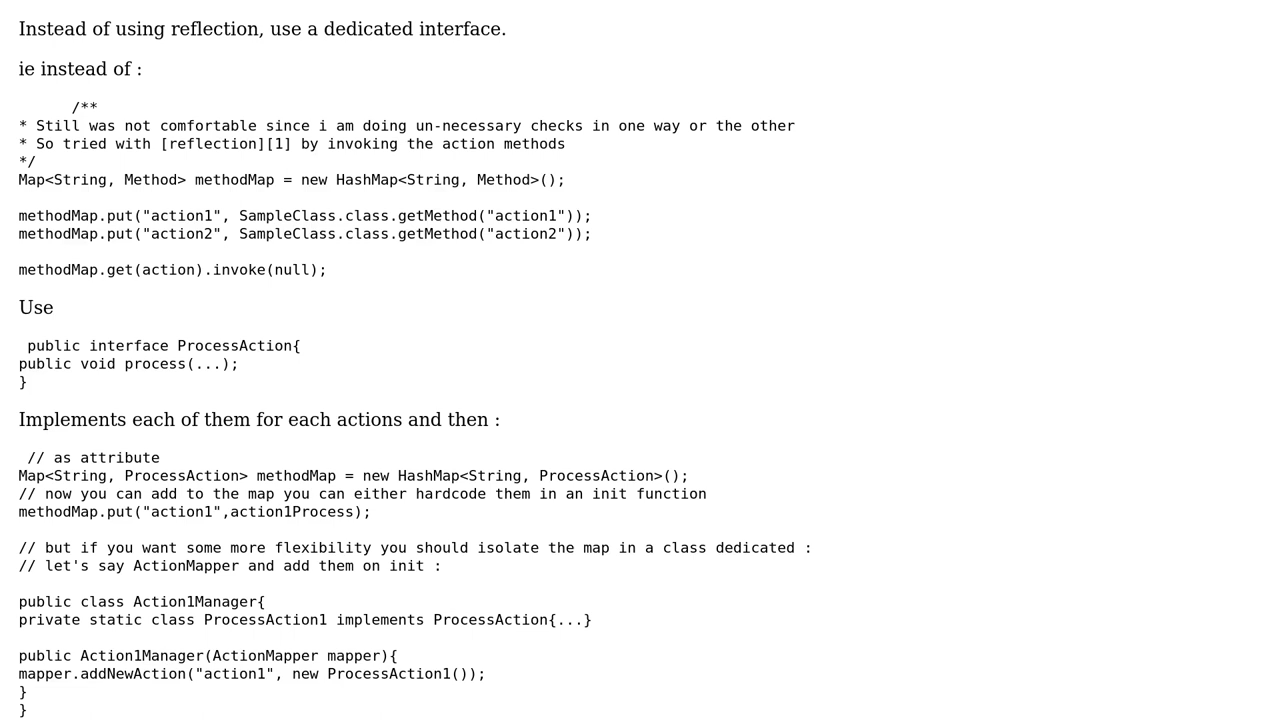 Instead of using reflection, use a dedicated interface.
ie instead of :
/**
* Still was not comfortable since i am doing un-necessary checks in one way or the other
* So tried with [reflection][1] by invoking the action methods
*/
Map<String, Method> methodMap = new HashMap<String, Method>();
methodMap.put("action1", SampleClass.class.getMethod("action1"));
methodMap.put("action2", SampleClass.class.getMethod("action2"));
methodMap.get(action).invoke(null);
Use
public interface ProcessAction{
public void process(...);
}
Implements each of them for each actions and then :
// as attribute
Map<String, ProcessAction> methodMap = new HashMap<String, ProcessAction>();
// now you can add to the map you can either hardcode them in an init function
methodMap.put("action1",action1Process);
// but if you want some more flexibility you should isolate the map in a class dedicated :
// let's say ActionMapper and add them on init :
public class Action1Manager{
private static class ProcessAction1 implements ProcessAction{...}
public Action1Manager(ActionMapper mapper){
mapper.addNewAction("action1", new ProcessAction1());
}
}